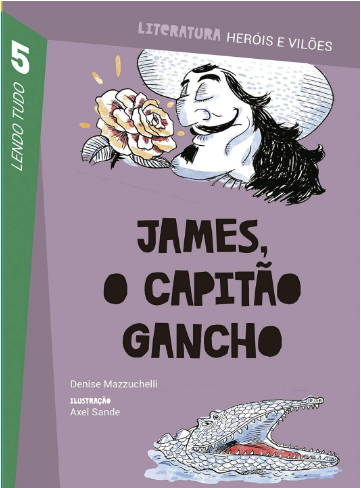 LITERATURA HERÓIS E VILÕES
LENDO TUDO 5
JAMES,
O CAPITÃO
GANCHO
Denise Mazzuchelli
ILUSTRAÇÃO
Axel Sande